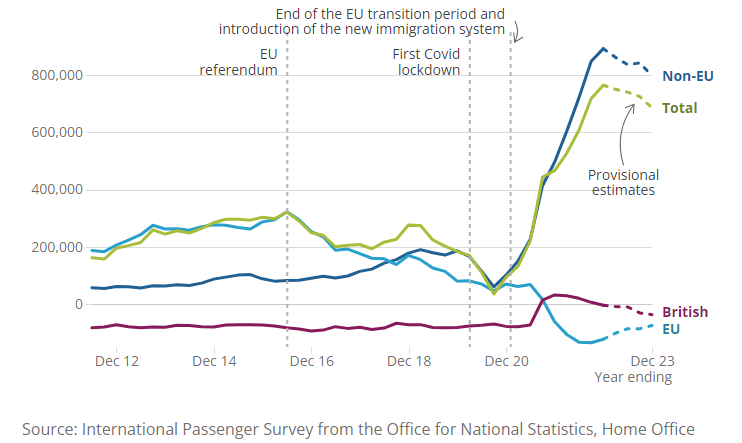 End of the EU transition period and
introduction of the new immigration system
EU
referendum
First Covid
lockdown
800,000
600,000
400,000
200,000
0
Non-EU
Total
Provisional
estimates
British
EU
Dec 12
Dec 14
Dec 16
Dec 18
Dec 20
Dec 23
Year ending
Source: International Passenger Survey from the Office for National Statistics, Home Office